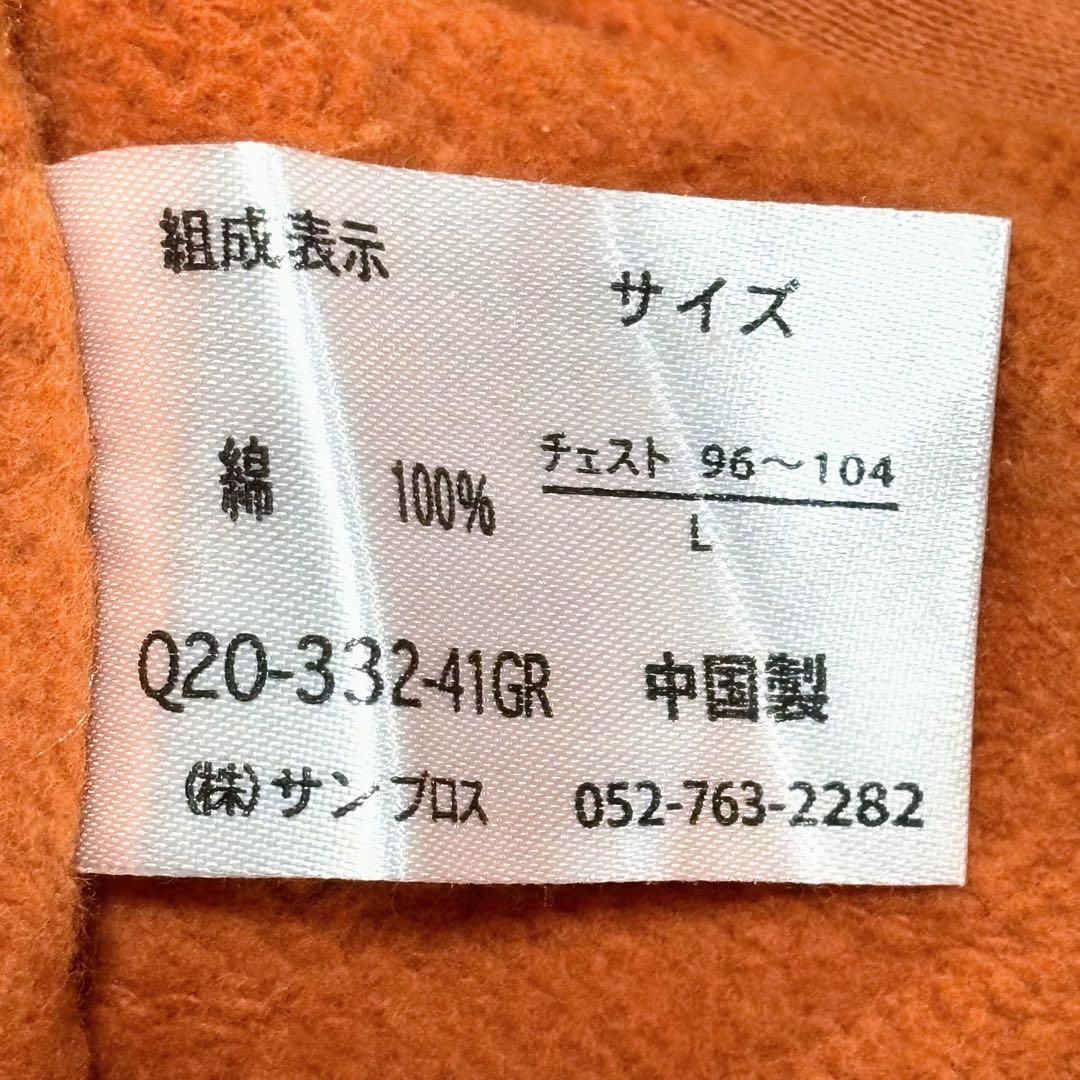 組成表示
サイズ
綿 100%
チェスト 96～104
L
Q20-332-41GR 中国製
(株)サンプロス 052-763-2282